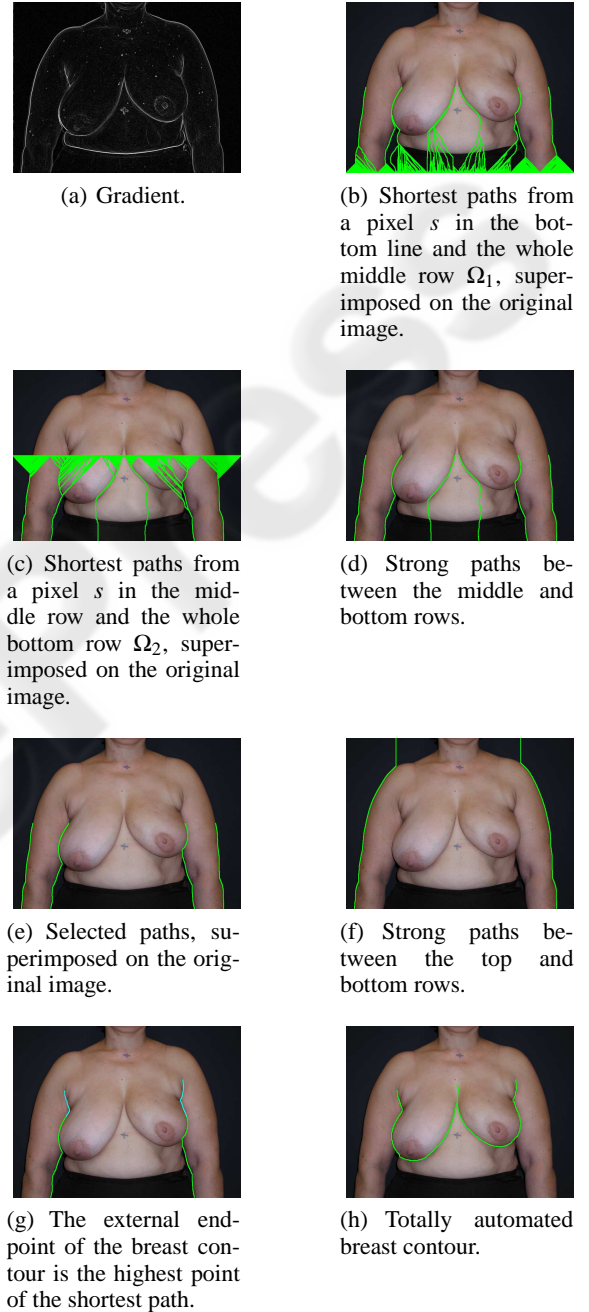 (a) Gradient.
(b) Shortest paths from
a pixel s in the bot-
tom line and the whole
middle row Ω₁, super-
imposed on the original
image.
(c) Shortest paths from
a pixel s in the mid-
dle row and the whole
bottom row Ω₂, super-
imposed on the original
image.
(d) Strong paths be-
tween the middle and
bottom rows.
(e) Selected paths, su-
perimposed on the orig-
inal image.
(f) Strong paths be-
tween the top and
bottom rows.
(g) The external end-
point of the breast con-
tour is the highest point
of the shortest path.
(h) Totally automated
breast contour.